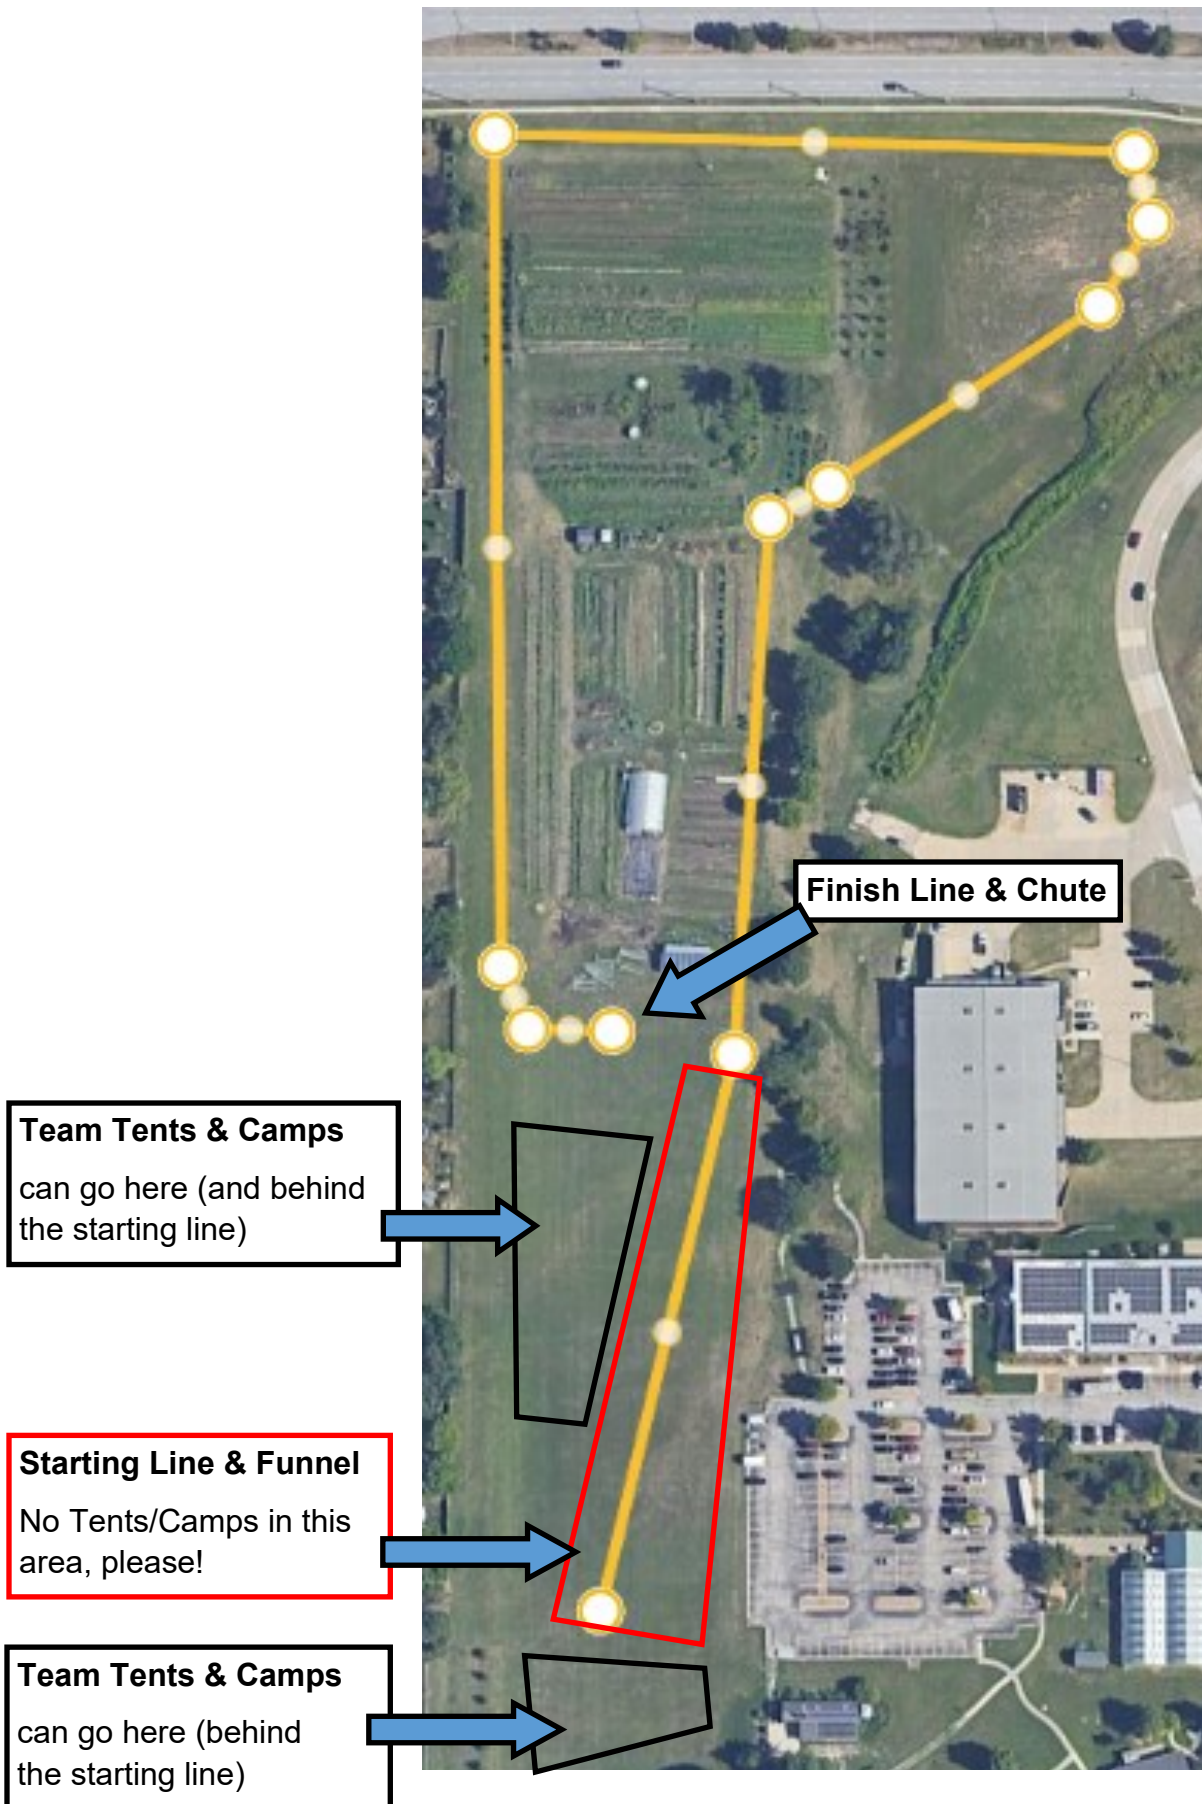 Finish Line & Chute
Team Tents & Camps
can go here (and behind
the starting line)
Starting Line & Funnel
No Tents/Camps in this
area, please!
Team Tents & Camps
can go here (behind
the starting line)